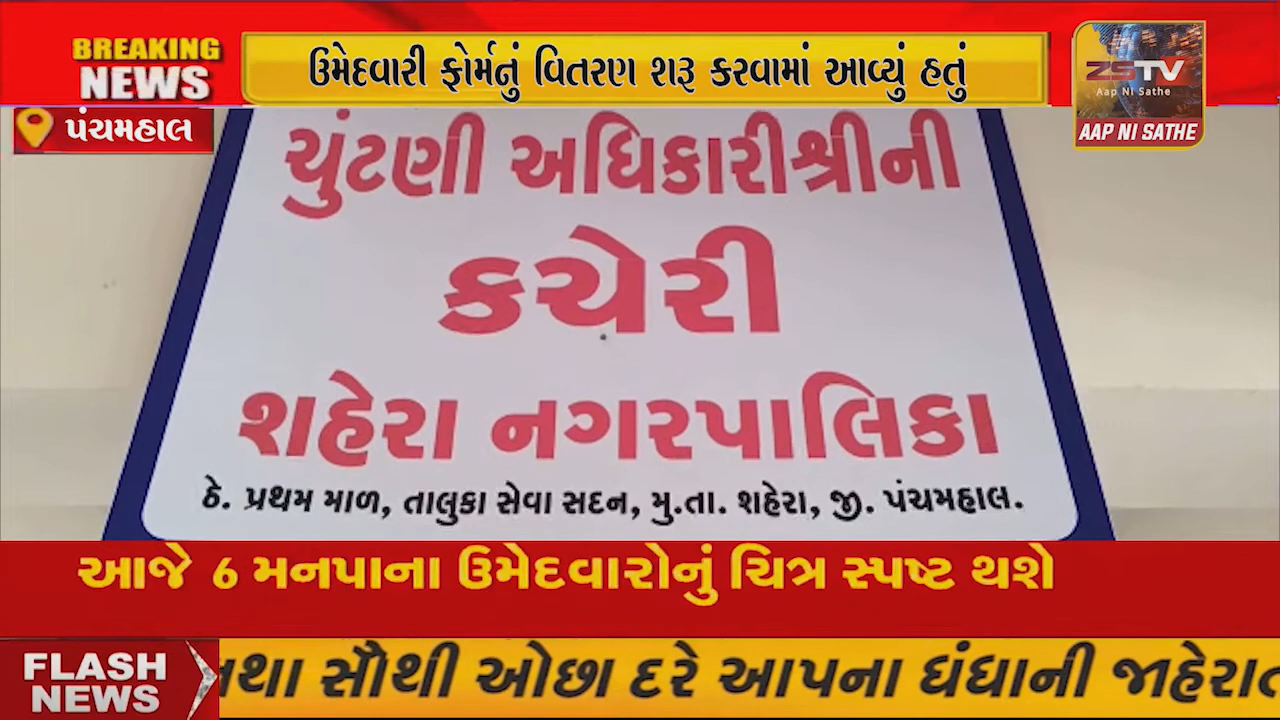 BREAKING NEWS
ઉમેદવારી ફોર્મનું વિતરણ શરૂ કરવામાં આવ્યું હતું
ZSTV
Aap Ni Sathe
AAP NI SATHE
પંચમહાલ
ચુંટણી અધિકારીશ્રીની
કચેરી
શહેરા નગરપાલિકા
ઠે. પ્રથમ માળ, તાલુકા સેવા સદન, મુ.તા. શહેરા, જી. પંચમહાલ.
આજે 6 મનપાના ઉમેદવારોનું ચિત્ર સ્પષ્ટ થશે
FLASH NEWS
સૌથી ઓછા દરે આપના ધંધાની